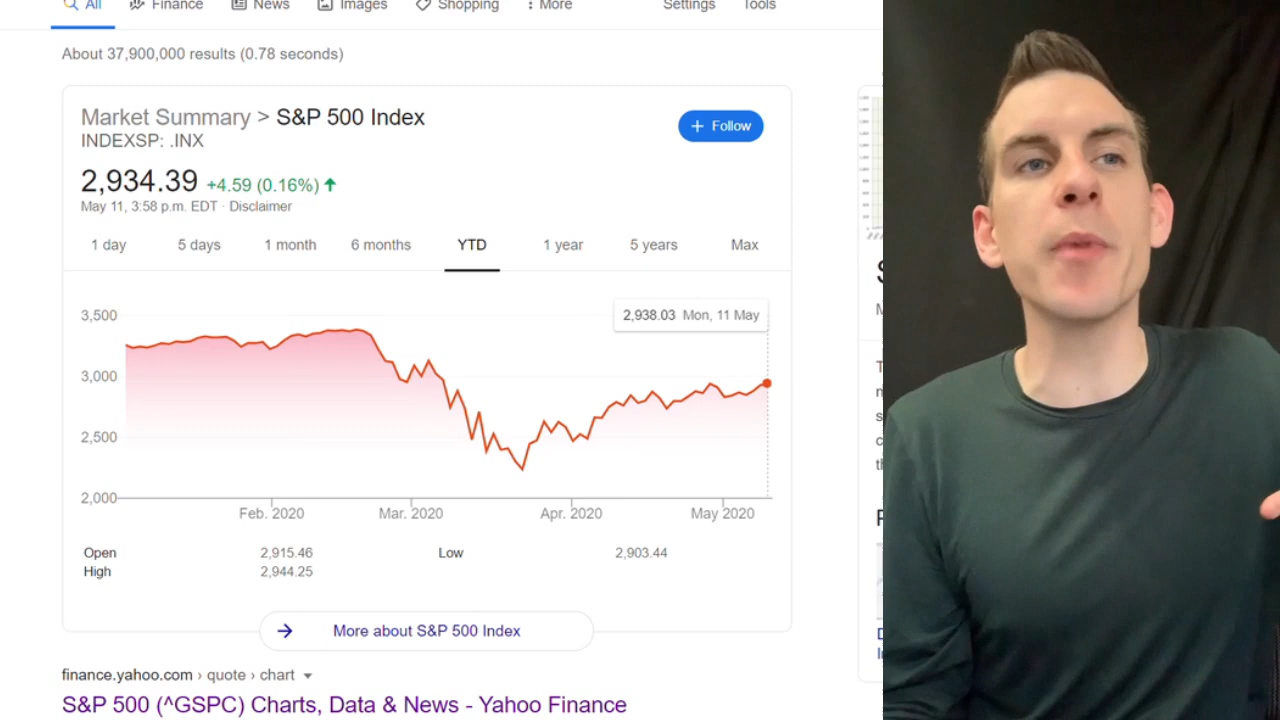 All Finance News Images Shopping More Settings Tools
About 37,900,000 results (0.78 seconds)
Market Summary > S&P 500 Index
INDEXSP: .INX
+ Follow
2,934.39 +4.59 (0.16%)
May 11, 3:58 p.m. EDT · Disclaimer
1 day 5 days 1 month 6 months YTD 1 year 5 years Max
2,938.03 Mon, 11 May
3,500
3,000
2,500
2,000
Feb. 2020 Mar. 2020 Apr. 2020 May 2020
Open 2,915.46 Low 2,903.44
High 2,944.25
More about S&P 500 Index
finance.yahoo.com › quote › chart
S&P 500 (^GSPC) Charts, Data & News - Yahoo Finance